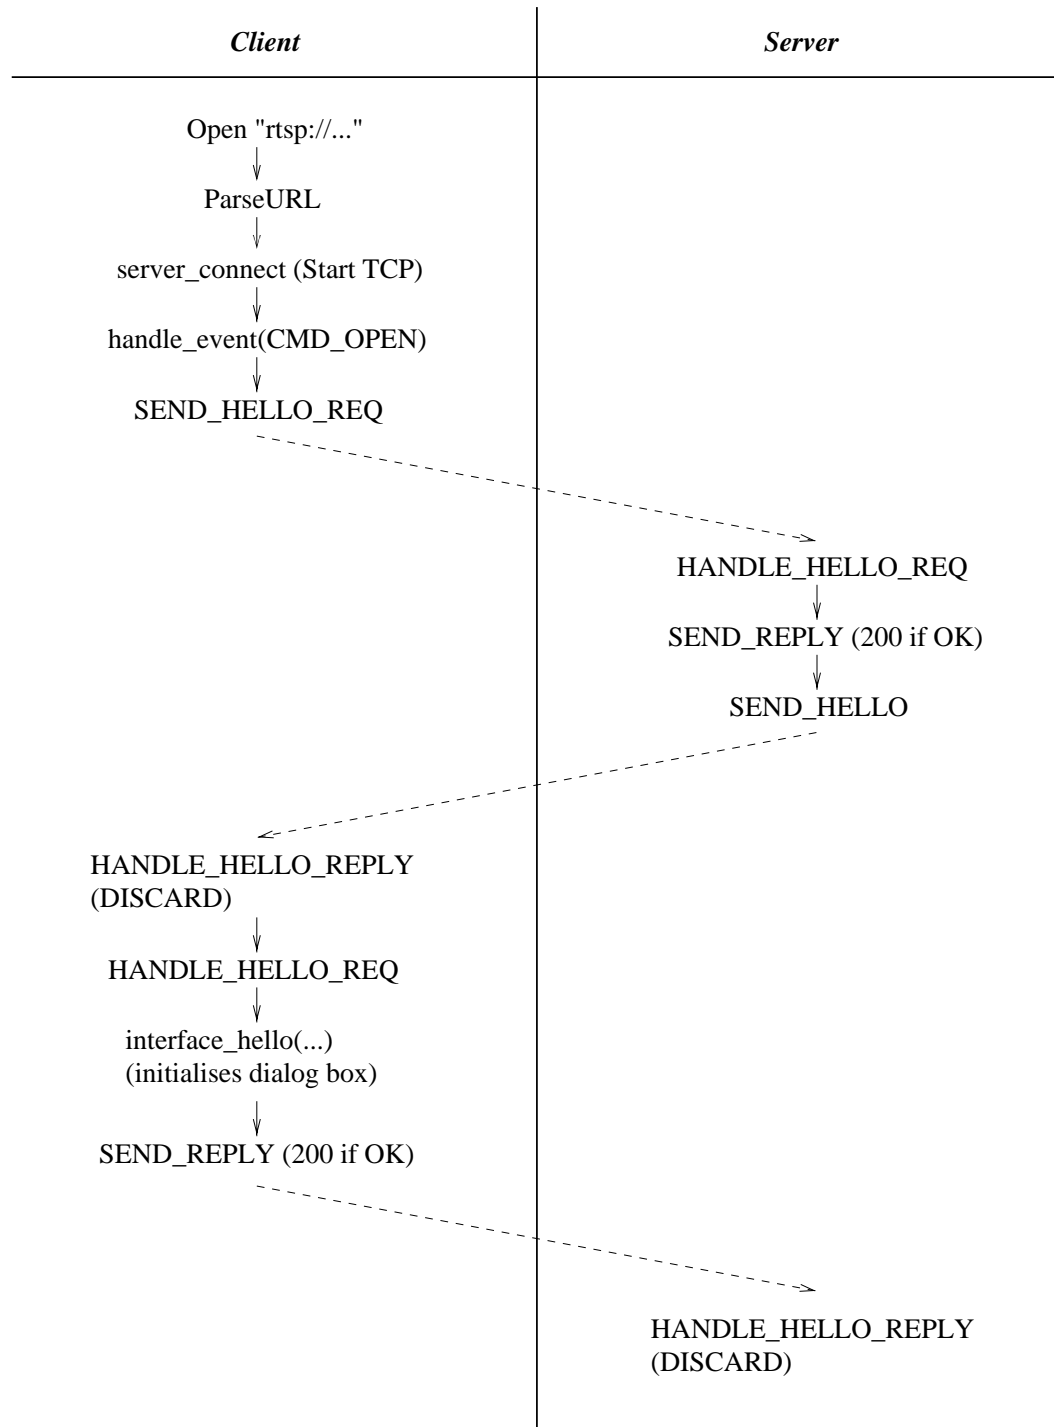 Client
Server
Open "rtsp://..."
ParseURL
server_connect (Start TCP)
handle_event(CMD_OPEN)
SEND_HELLO_REQ
HANDLE_HELLO_REQ
SEND_REPLY (200 if OK)
SEND_HELLO
HANDLE_HELLO_REPLY
(DISCARD)
HANDLE_HELLO_REQ
interface_hello(...)
(initialises dialog box)
SEND_REPLY (200 if OK)
HANDLE_HELLO_REPLY
(DISCARD)